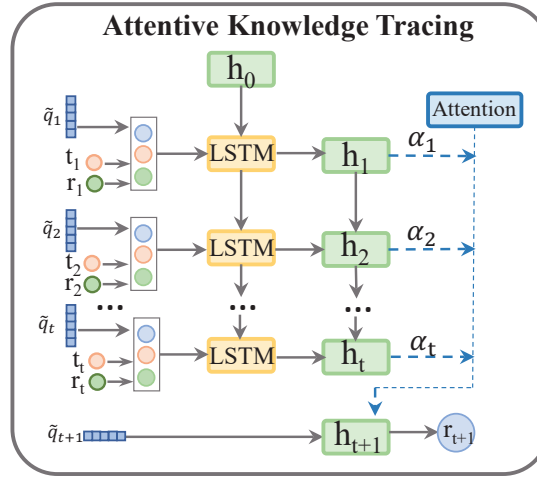 Attentive Knowledge Tracing
h₀
q̃₁
t₁
r₁
LSTM
h₁
α₁
Attention
q̃₂
t₂
r₂
LSTM
h₂
α₂
... ... ...
q̃ₜ
tₜ
rₜ
LSTM
hₜ
αₜ
q̃ₜ₊₁
hₜ₊₁
rₜ₊₁